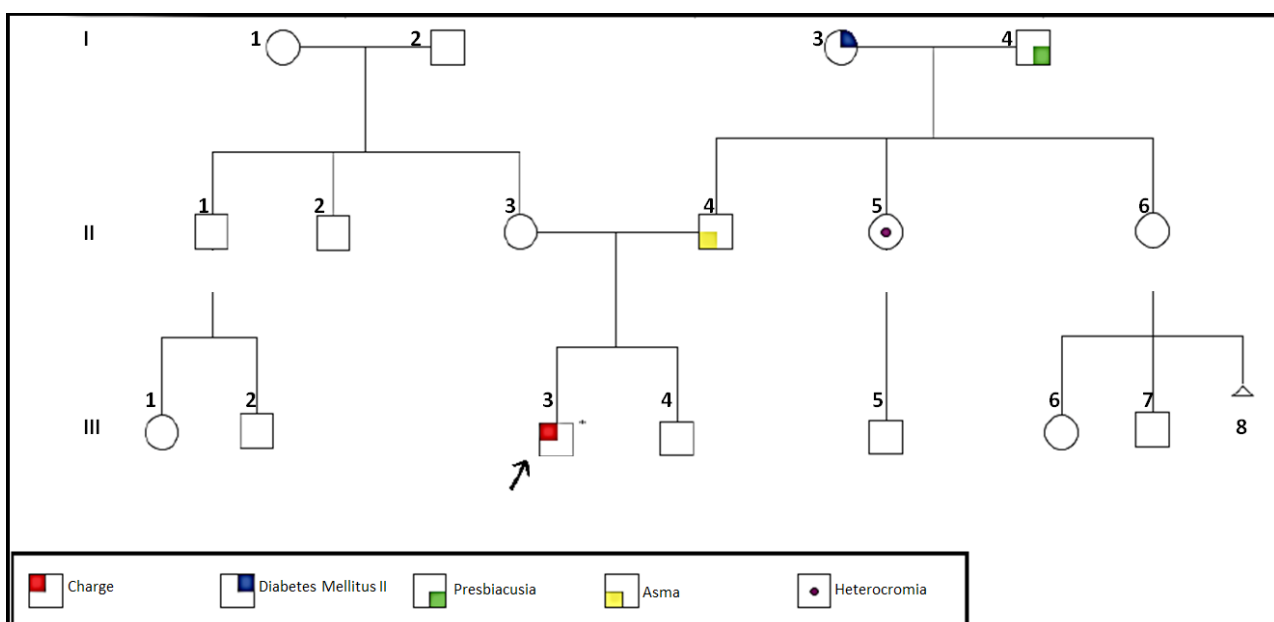 I 1 2 3 4
II 1 2 3 4 5 6
III 1 2 3 4 5 6 7 8
Charge Diabetes Mellitus II Presbiacusia Asma Heterocromia